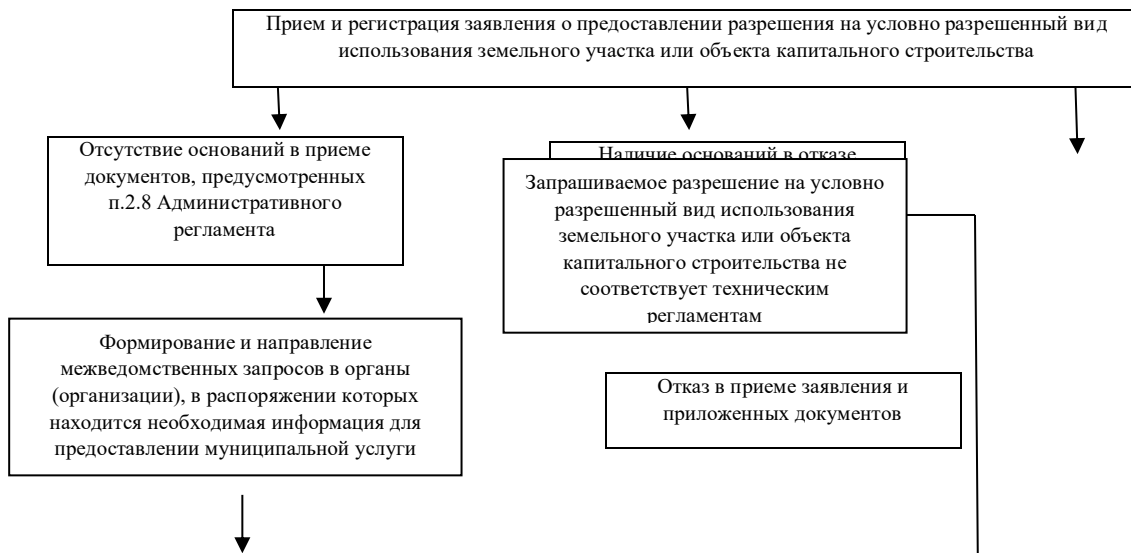 Прием и регистрация заявления о предоставлении разрешения на условно разрешенный вид
использования земельного участка или объекта капитального строительства
Отсутствие оснований в приеме
документов, предусмотренных
п.2.8 Административного
регламента
Наличие оснований в отказе
Запрашиваемое разрешение на условно
разрешенный вид использования
земельного участка или объекта
капитального строительства не
соответствует техническим
регламентам
Формирование и направление
межведомственных запросов в органы
(организации), в распоряжении которых
находится необходимая информация для
предоставлении муниципальной услуги
Отказ в приеме заявления и
приложенных документов